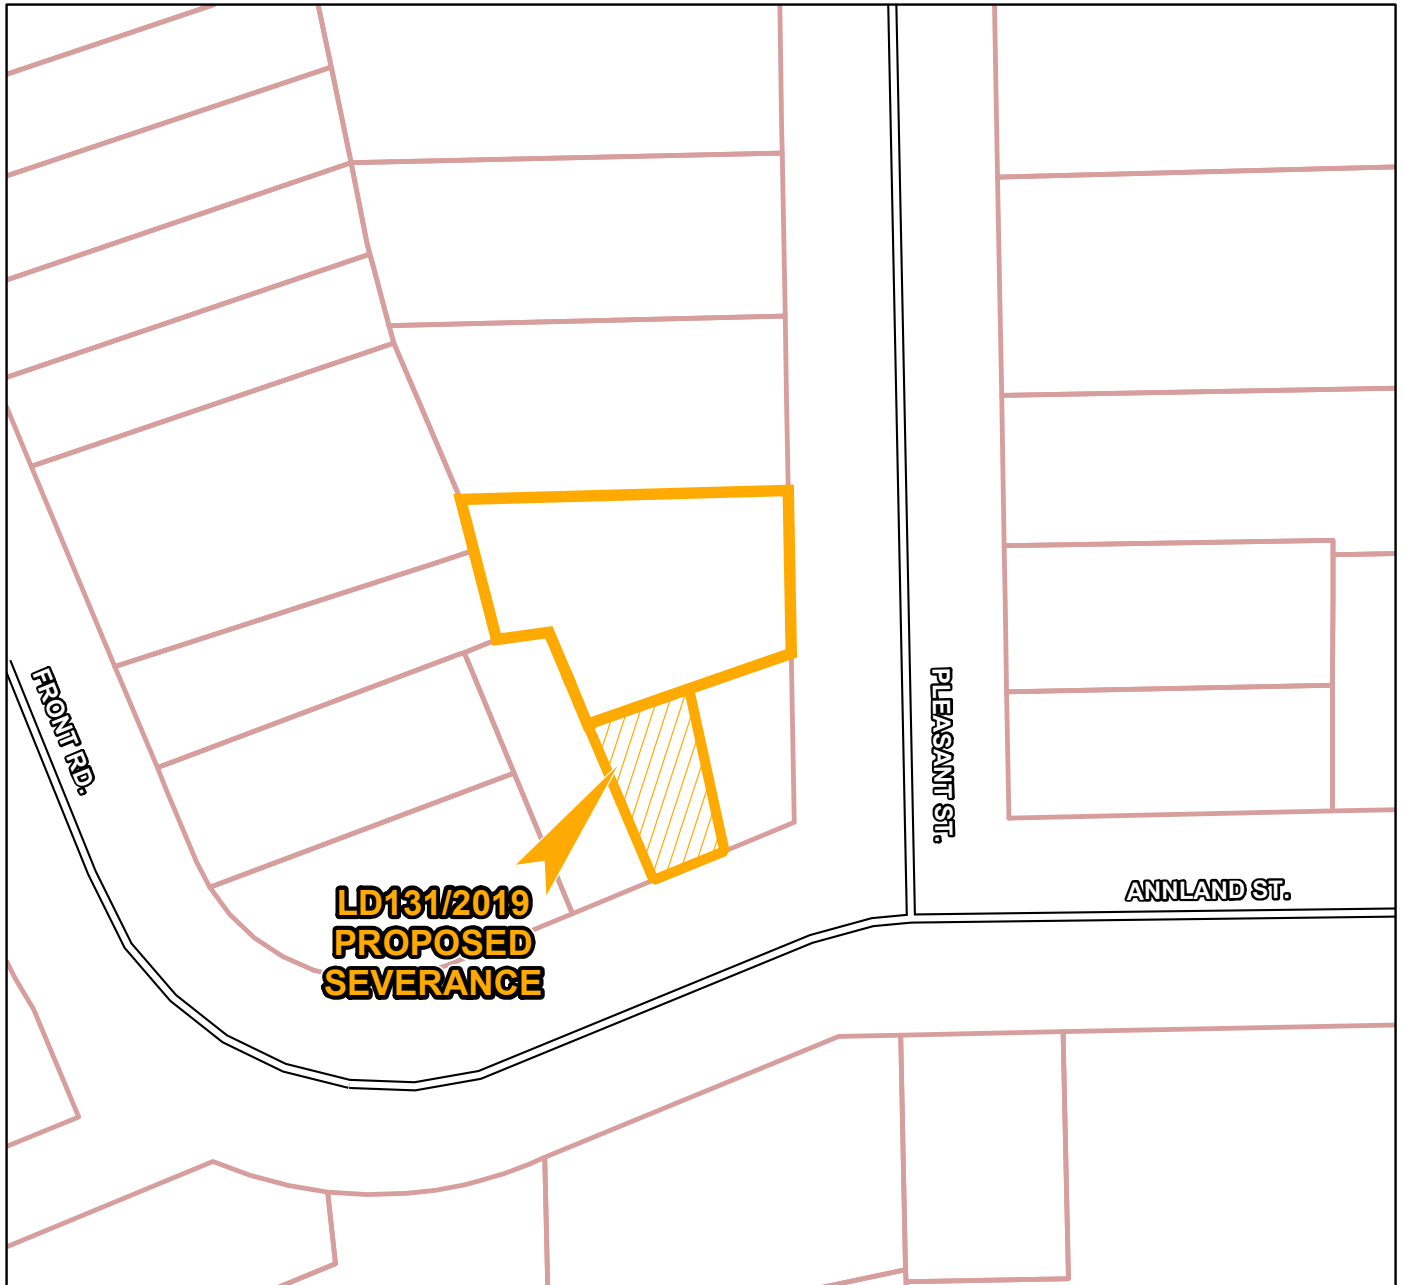 FRONT RD.
PLEASANT ST.
ANNLAND ST.
LD131/2019
PROPOSED
SEVERANCE